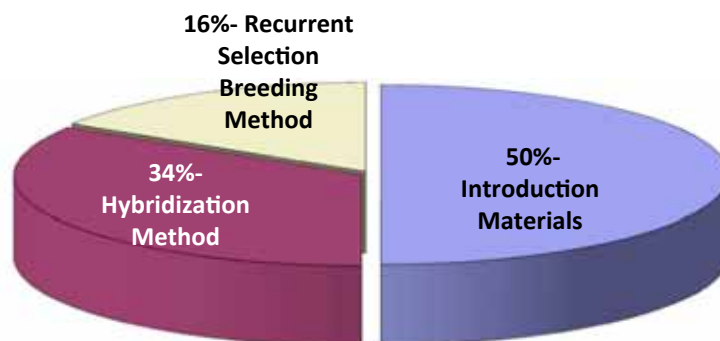 16%- Recurrent
Selection
Breeding
Method
34%-
Hybridization
Method
50%-
Introduction
Materials